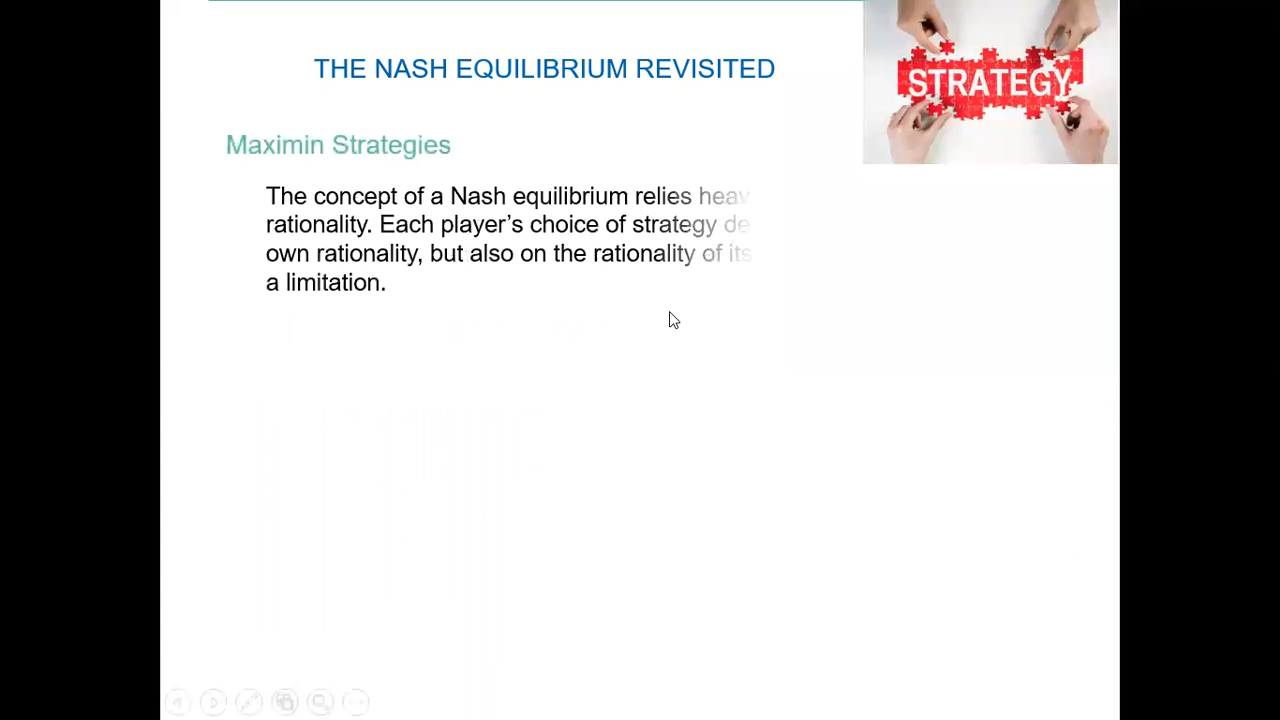 THE NASH EQUILIBRIUM REVISITED
STRATEGY
Maximin Strategies
The concept of a Nash equilibrium relies
rationality. Each player’s choice of strategy
own rationality, but also on the rationality of its
a limitation.